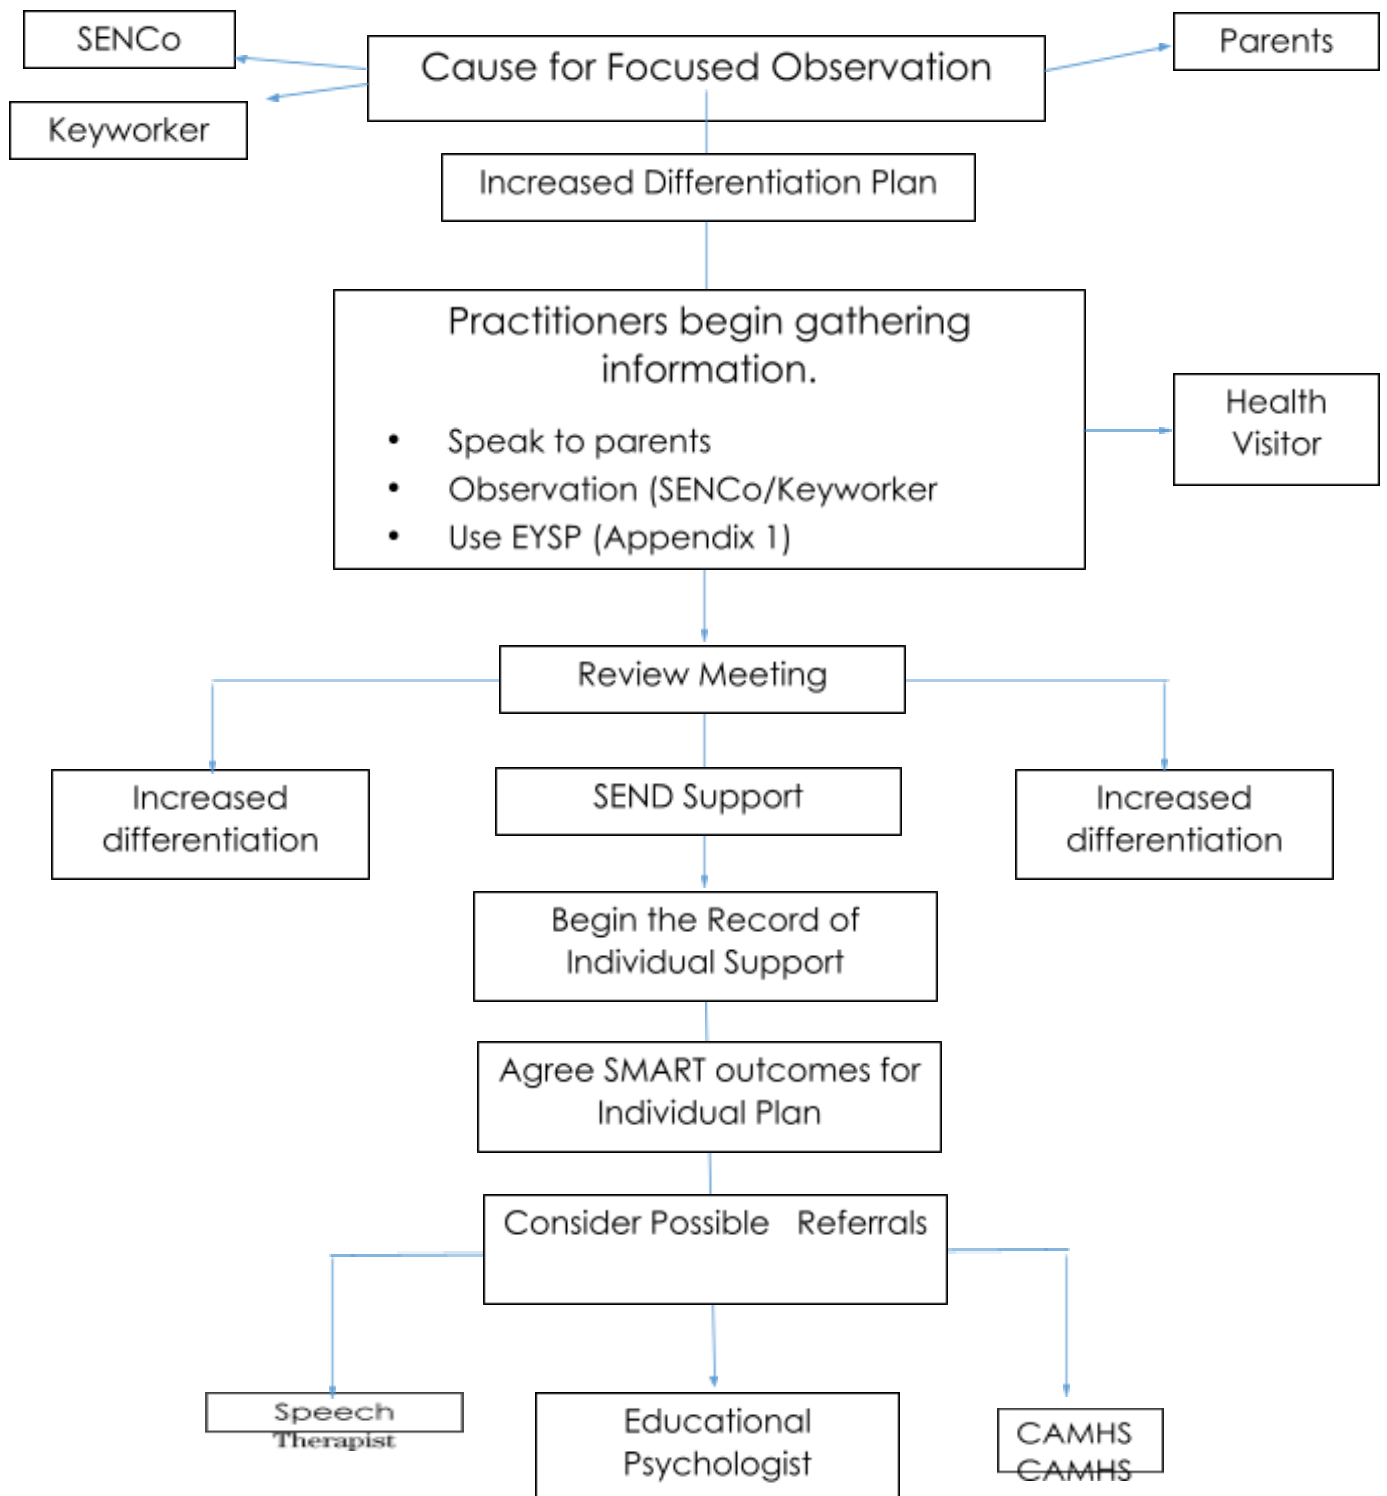 SENCo
Cause for Focused Observation
Parents
Keyworker
Increased Differentiation Plan
Practitioners begin gathering
information.
• Speak to parents
• Observation (SENCo/Keyworker
• Use EYSP (Appendix 1)
Health
Visitor
Review Meeting
Increased
differentiation
SEND Support
Increased
differentiation
Begin the Record of
Individual Support
Agree SMART outcomes for
Individual Plan
Consider Possible Referrals
Speech
Therapist
Educational
Psychologist
CAMHS
CAMHS